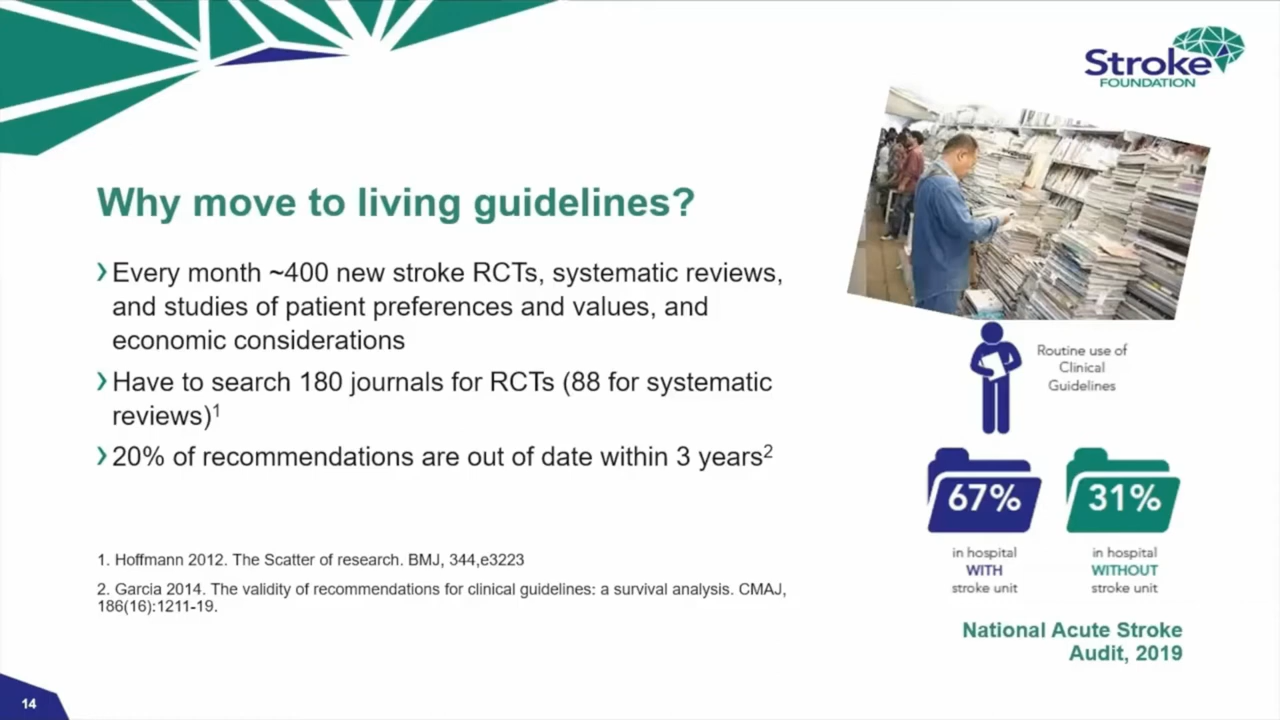 Stroke
FOUNDATION
Why move to living guidelines?
Every month ~400 new stroke RCTs, systematic reviews,
and studies of patient preferences and values, and
economic considerations
Have to search 180 journals for RCTs (88 for systematic
reviews)1
20% of recommendations are out of date within 3 years2
1. Hoffmann 2012. The Scatter of research. BMJ, 344,e3223
2. Garcia 2014. The validity of recommendations for clinical guidelines: a survival analysis. CMAJ,
186(16):1211-19.
Routine use of
Clinical
Guidelines
67%
in hospital
WITH
stroke unit
31%
in hospital
WITHOUT
stroke unit
National Acute Stroke
Audit, 2019
14